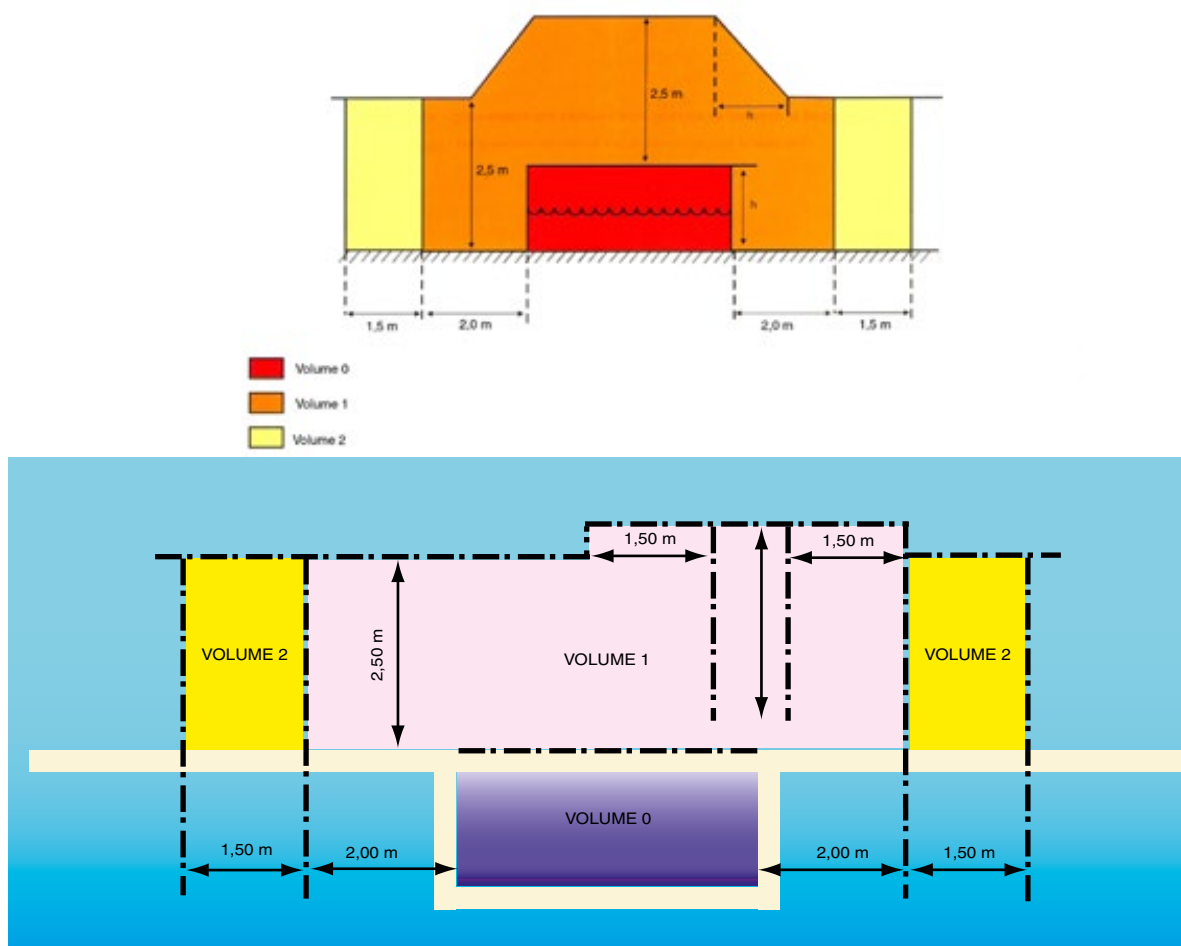 2,5 m
h
2,5 m
h
1,5 m 2,0 m 2,0 m 1,5 m
Volume 0
Volume 1
Volume 2
1,50 m 1,50 m
2,50 m
VOLUME 2 VOLUME 1 VOLUME 2
VOLUME 0
1,50 m 2,00 m 2,00 m 1,50 m